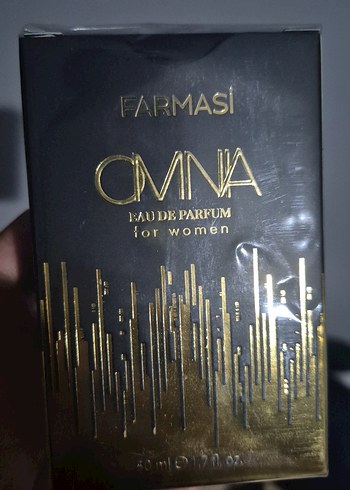 FARMASİ
OMNIA
EAU DE PARFUM
for women
50 ml ℮ 1.7 fl. oz.